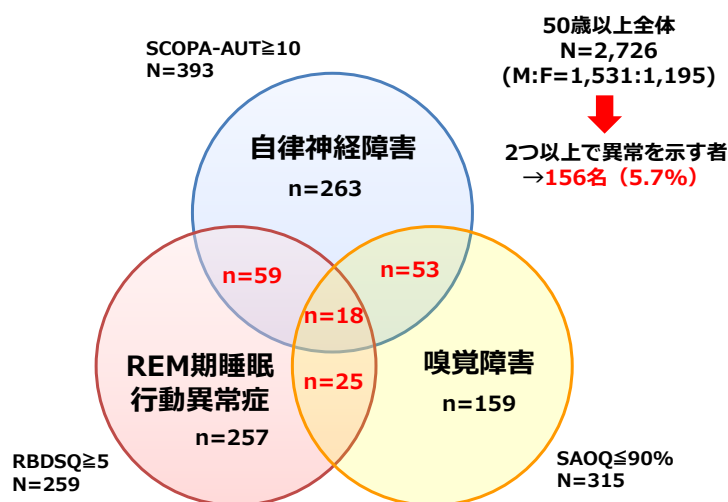 SCOPA-AUT≧10
N=393
50歳以上全体
N=2,726
(M:F=1,531:1,195)
2つ以上で異常を示す者
→156名（5.7%）
自律神経障害
n=263
n=59
n=53
n=18
n=25
REM期睡眠
行動異常症
n=257
嗅覚障害
n=159
RBDSQ≧5
N=259
SAOQ≦90%
N=315